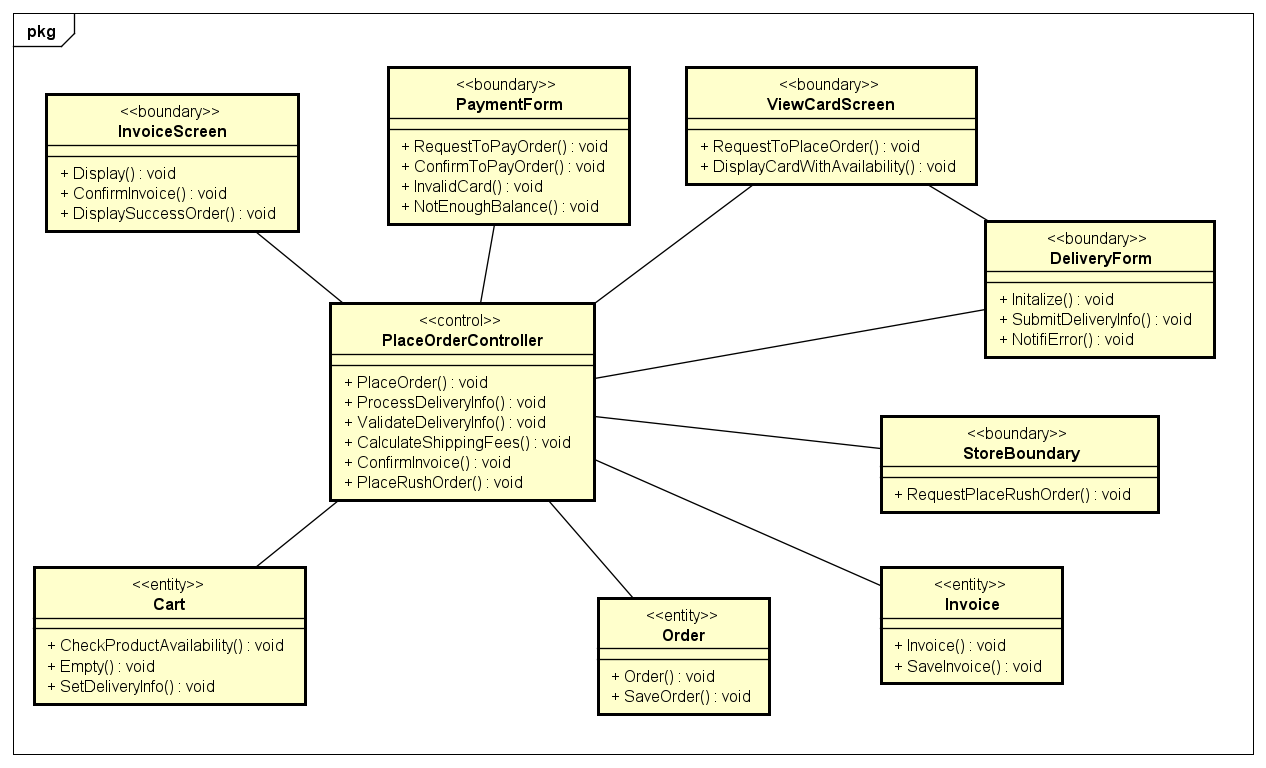 pkg
<<boundary>>
InvoiceScreen
+ Display() : void
+ ConfirmInvoice() : void
+ DisplaySuccessOrder() : void
<<boundary>>
PaymentForm
+ RequestToPayOrder() : void
+ ConfirmToPayOrder() : void
+ InvalidCard() : void
+ NotEnoughBalance() : void
<<boundary>>
ViewCardScreen
+ RequestToPlaceOrder() : void
+ DisplayCardWithAvailability() : void
<<boundary>>
DeliveryForm
+ Initalize() : void
+ SubmitDeliveryInfo() : void
+ NotifiError() : void
<<control>>
PlaceOrderController
+ PlaceOrder() : void
+ ProcessDeliveryInfo() : void
+ ValidateDeliveryInfo() : void
+ CalculateShippingFees() : void
+ ConfirmInvoice() : void
+ PlaceRushOrder() : void
<<boundary>>
StoreBoundary
+ RequestPlaceRushOrder() : void
<<entity>>
Cart
+ CheckProductAvailability() : void
+ Empty() : void
+ SetDeliveryInfo() : void
<<entity>>
Order
+ Order() : void
+ SaveOrder() : void
<<entity>>
Invoice
+ Invoice() : void
+ SaveInvoice() : void